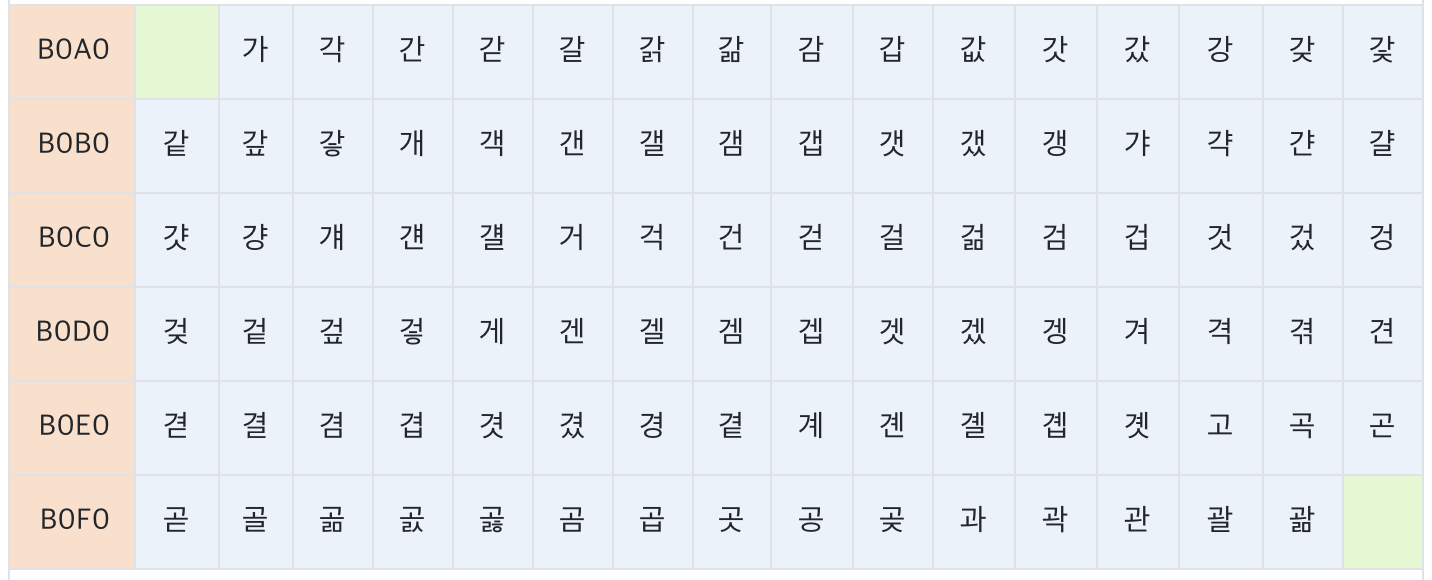 B0A0 가 각 간 갇 갈 갉 갊 감 갑 값 갓 갔 강 갖 갗
B0B0 같 갚 갛 개 객 갠 갤 갬 갭 갯 갰 갱 갸 갹 갼 걀
B0C0 걋 걍 걔 걘 걜 거 걱 건 걷 걸 걺 검 겁 것 겄 겅
B0D0 겆 겉 겊 겋 게 겐 겔 겜 겝 겟 겠 겡 겨 격 겪 견
B0E0 겯 결 겸 겹 겻 겼 경 곁 계 곈 곌 곕 곗 고 곡 곤
B0F0 곧 골 곪 곬 곯 곰 곱 곳 공 곶 과 곽 관 괄 괆